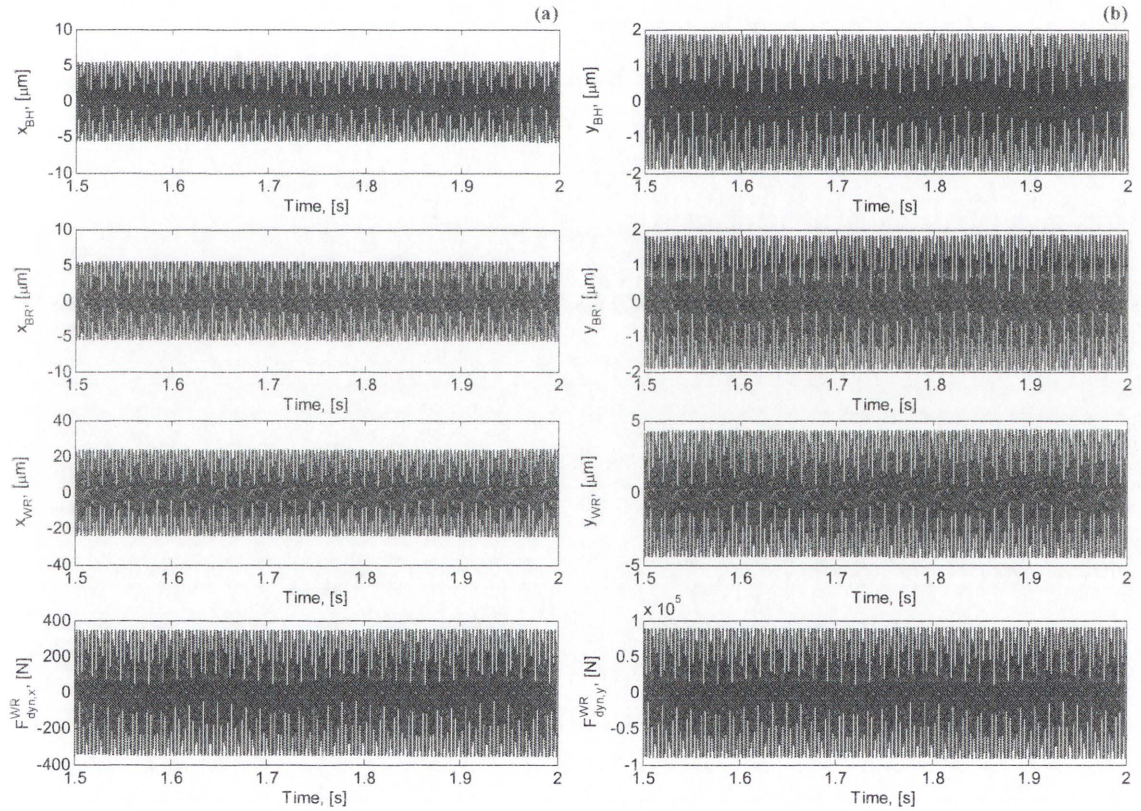 (a)
10
5
0
-5
-10
x_BH, [μm]
1.5 1.6 1.7 1.8 1.9 2
Time, [s]
10
5
0
-5
-10
x_BR, [μm]
1.5 1.6 1.7 1.8 1.9 2
Time, [s]
40
20
0
-20
-40
x_WR, [μm]
1.5 1.6 1.7 1.8 1.9 2
Time, [s]
400
200
0
-200
-400
F^WR_dyn,x, [N]
1.5 1.6 1.7 1.8 1.9 2
Time, [s]
(b)
2
1
0
-1
-2
y_BH, [μm]
1.5 1.6 1.7 1.8 1.9 2
Time, [s]
2
1
0
-1
-2
y_BR, [μm]
1.5 1.6 1.7 1.8 1.9 2
Time, [s]
5
0
-5
y_WR, [μm]
1.5 1.6 1.7 1.8 1.9 2
Time, [s]
x 10^5
1
0.5
0
-0.5
-1
F^WR_dyn,y, [N]
1.5 1.6 1.7 1.8 1.9 2
Time, [s]